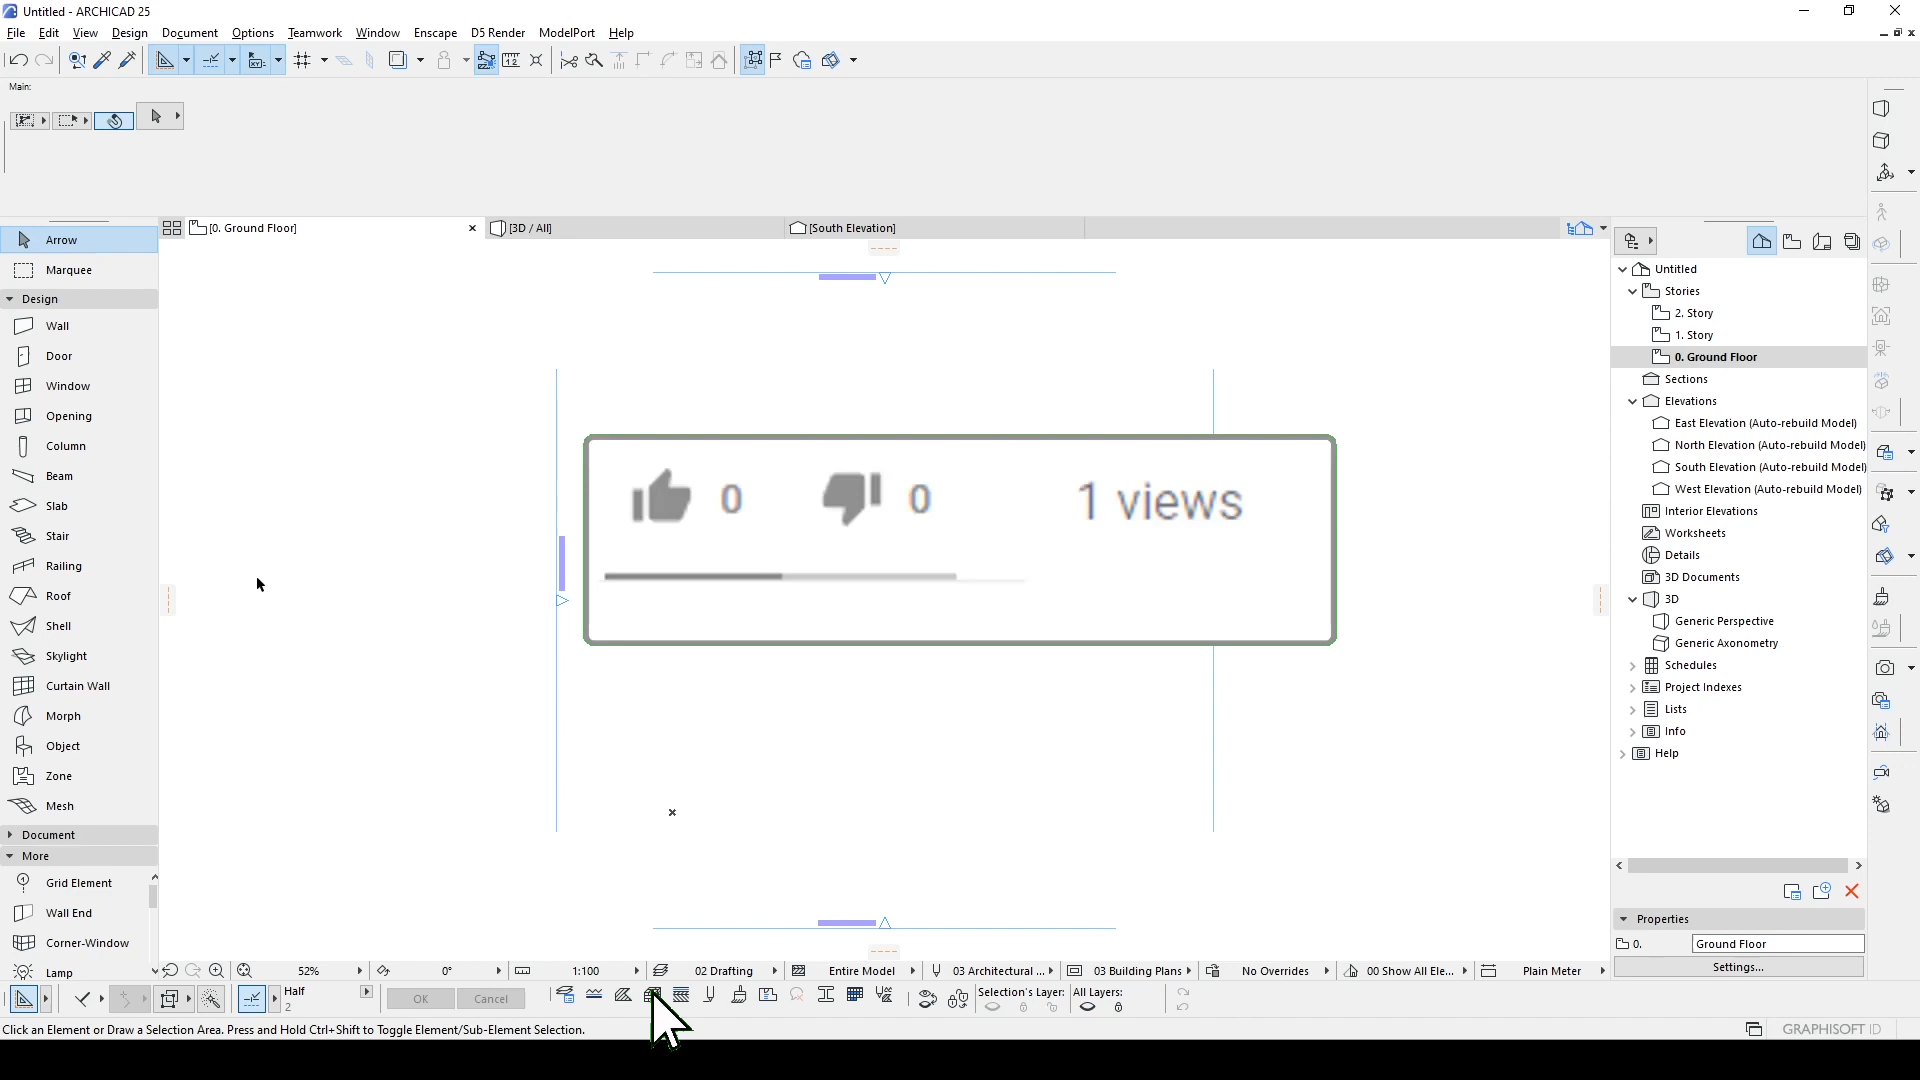 Untitled - ARCHICAD 25
File Edit View Design Document Options Teamwork Window Enscape D5 Render ModelPort Help
Main:
[0. Ground Floor]
[3D / All]
[South Elevation]
Arrow
Marquee
Design
Wall
Door
Window
Opening
Column
Beam
Slab
Stair
Railing
Roof
Shell
Skylight
Curtain Wall
Morph
Object
Zone
Mesh
Document
More
Grid Element
Wall End
Corner-Window
Lamp
0 0 1 views
Untitled
Stories
2. Story
1. Story
0. Ground Floor
Sections
Elevations
East Elevation (Auto-rebuild Model)
North Elevation (Auto-rebuild Model)
South Elevation (Auto-rebuild Model)
West Elevation (Auto-rebuild Model)
Interior Elevations
Worksheets
Details
3D Documents
3D
Generic Perspective
Generic Axonometry
Schedules
Project Indexes
Lists
Info
Help
Properties
0. Ground Floor
Settings...
52% 0° 1:100 02 Drafting Entire Model 03 Architectural ... 03 Building Plans No Overrides 00 Show All Ele... Plain Meter
Half
2
OK Cancel
Selection's Layer: All Layers:
Click an Element or Draw a Selection Area. Press and Hold Ctrl+Shift to Toggle Element/Sub-Element Selection.
GRAPHISOFT ID